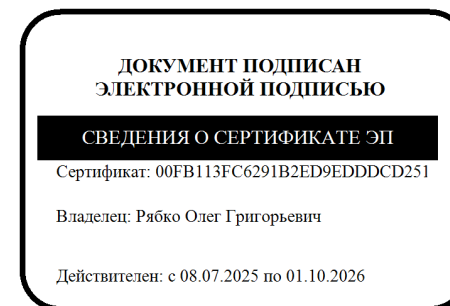 ДОКУМЕНТ ПОДПИСАН
ЭЛЕКТРОННОЙ ПОДПИСЬЮ
СВЕДЕНИЯ О СЕРТИФИКАТЕ ЭП
Сертификат: 00FB113FC6291B2ED9EDDDCD251
Владелец: Рябко Олег Григорьевич
Действителен: с 08.07.2025 по 01.10.2026